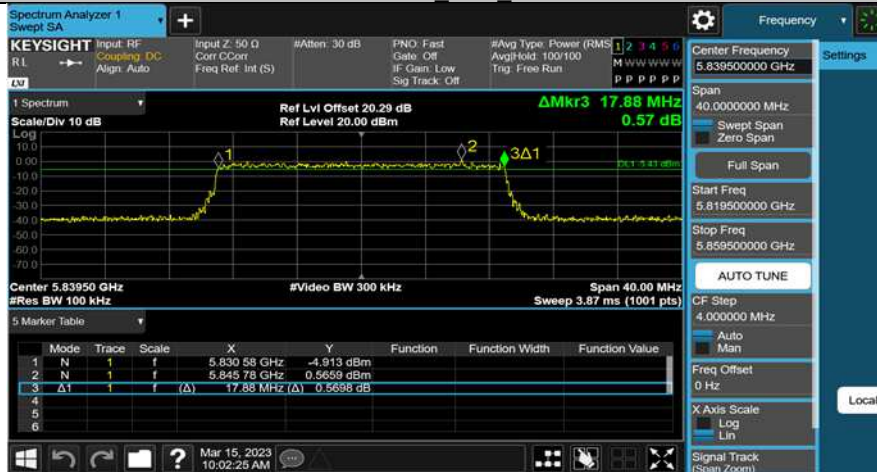 Spectrum Analyzer 1
Swept SA
Frequency
KEYSIGHT
RL
LXI
Input: RF
Coupling: DC
Align: Auto
Input Z: 50 Ω
Corr CCorr
Freq Ref: Int (S)
#Atten: 30 dB
PNO: Fast
Gate: Off
IF Gain: Low
Sig Track: Off
#Avg Type: Power (RMS
Avg|Hold: 100/100
Trig: Free Run
1 2 3 4 5 6
M W W W W W
P P P P P P
1 Spectrum
Scale/Div 10 dB
Ref Lvl Offset 20.29 dB
Ref Level 20.00 dBm
ΔMkr3 17.88 MHz
0.57 dB
Log
10.0
0.00
-10.0
-20.0
-30.0
-40.0
-50.0
-60.0
-70.0
1
2
3Δ1
DL1 -5.43 dBm
Center 5.83950 GHz
#Res BW 100 kHz
#Video BW 300 kHz
Span 40.00 MHz
Sweep 3.87 ms (1001 pts)
5 Marker Table
Mode Trace Scale X Y Function Function Width Function Value
1 N 1 f 5.830 58 GHz -4.913 dBm
2 N 1 f 5.845 78 GHz 0.5659 dBm
3 Δ1 1 f (Δ) 17.88 MHz (Δ) 0.5698 dB
4
5
6
Mar 15, 2023
10:02:25 AM
Center Frequency
5.839500000 GHz
Span
40.0000000 MHz
Swept Span
Zero Span
Full Span
Start Freq
5.819500000 GHz
Stop Freq
5.859500000 GHz
AUTO TUNE
CF Step
4.000000 MHz
Auto
Man
Freq Offset
0 Hz
X Axis Scale
Log
Lin
Signal Track
(Span Zoom)
Settings
Local